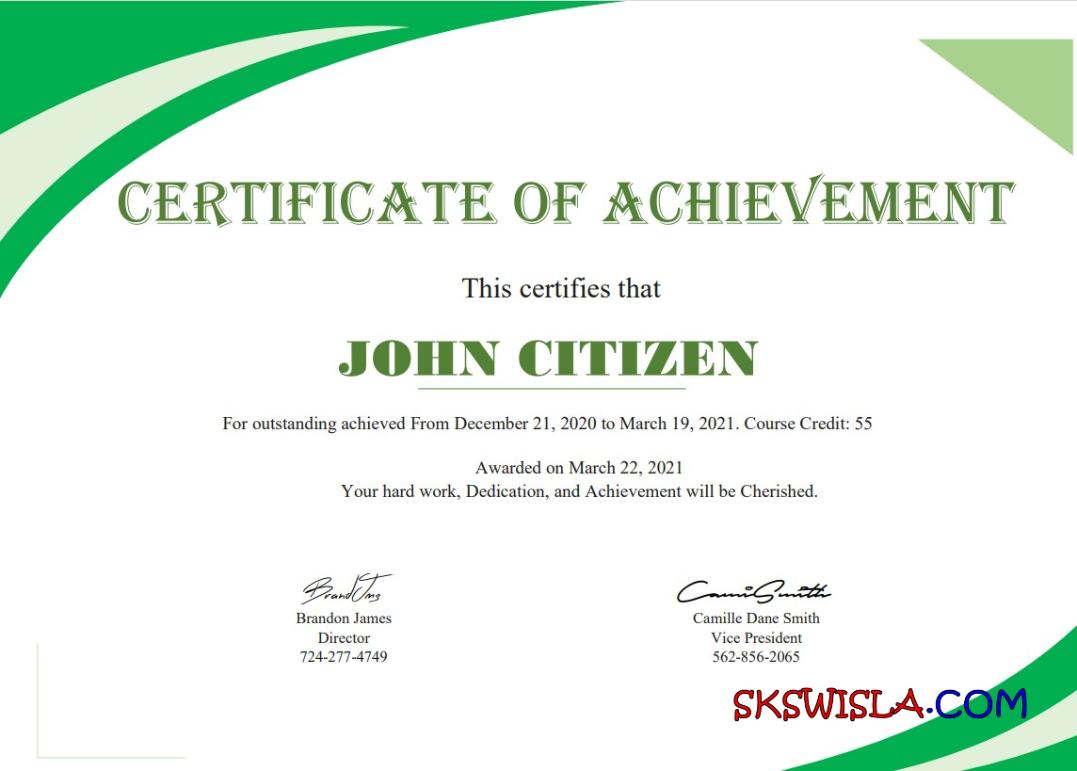 CERTIFICATE OF ACHIEVEMENT
This certifies that
JOHN CITIZEN
For outstanding achieved From December 21, 2020 to March 19, 2021. Course Credit: 55
Awarded on March 22, 2021
Your hard work, Dedication, and Achievement will be Cherished.
BrandJms
CamiSmith
Brandon James
Camille Dane Smith
Director
Vice President
724-277-4749
562-856-2065
SKSWISLA.COM